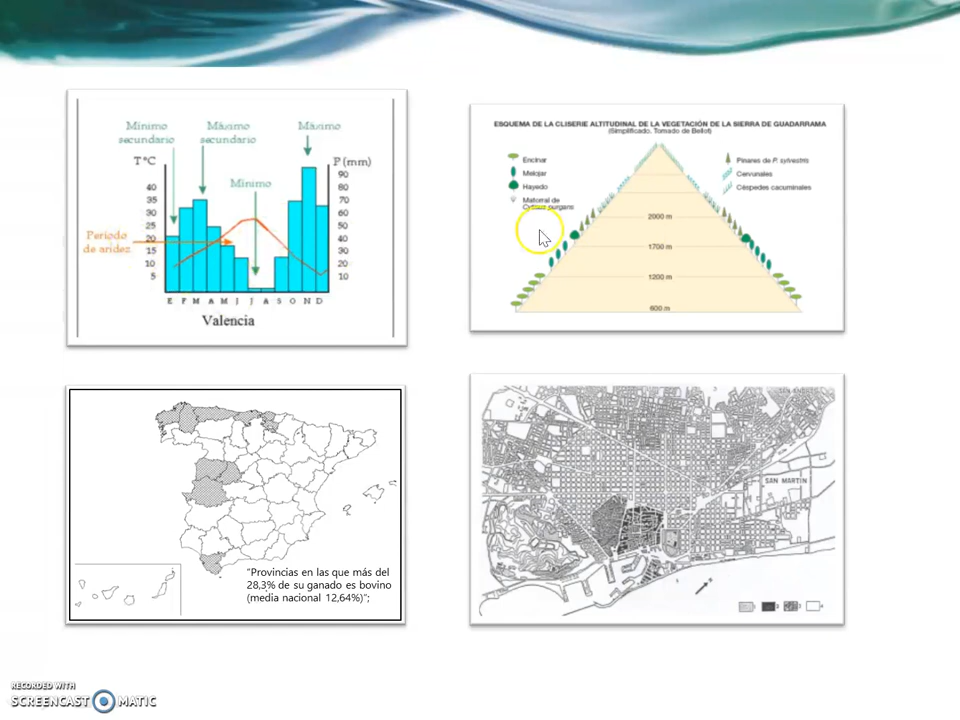 Mínimo
secundario
Máximo
secundario
Máximo
Mínimo
T°C
P (mm)
40
35
30
25
20
15
10
5
90
80
70
60
50
40
30
20
10
Período
de aridez
E F M A M J J A S O N D
Valencia
ESQUEMA DE LA CLISERIE ALTITUDINAL DE LA VEGETACIÓN DE LA SIERRA DE GUADARRAMA
(Simplificado. Tomado de Bellot)
Encinar
Melojar
Hayedo
Matorral de
Cytisus purgans
Pinares de P. sylvestris
Cervunales
Céspedes cacuminales
2000 m
1700 m
1200 m
600 m
“Provincias en las que más del
28,3% de su ganado es bovino
(media nacional 12,64%)”;
SAN MARTIN
RECORDED WITH
SCREENCAST MATIC